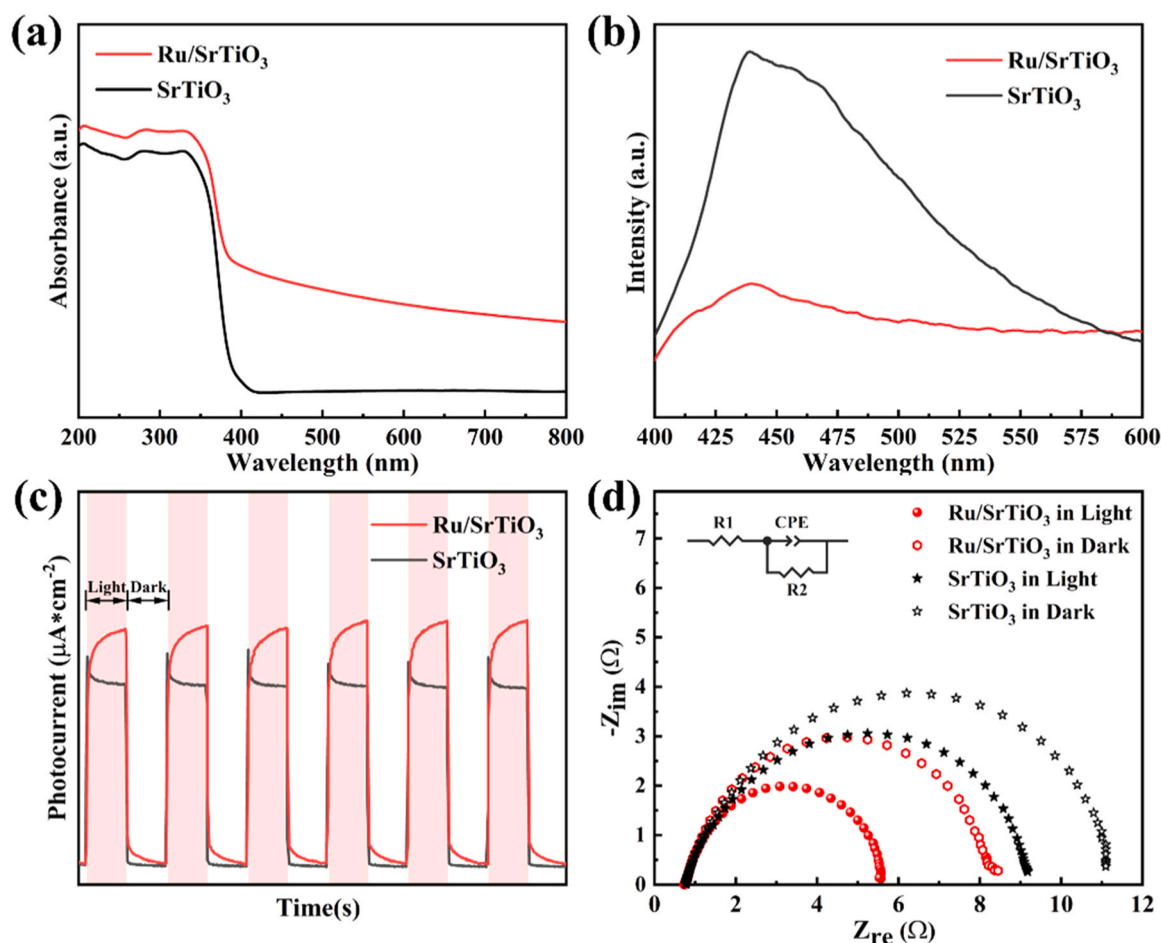 (a)
Ru/SrTiO₃
SrTiO₃
Absorbance (a.u.)
200 300 400 500 600 700 800
Wavelength (nm)
(b)
Ru/SrTiO₃
SrTiO₃
Intensity (a.u.)
400 425 450 475 500 525 550 575 600
Wavelength (nm)
(c)
Ru/SrTiO₃
SrTiO₃
Light Dark
Photocurrent (μA*cm⁻²)
Time(s)
(d)
Ru/SrTiO₃ in Light
Ru/SrTiO₃ in Dark
SrTiO₃ in Light
SrTiO₃ in Dark
R1 CPE
R2
-Z_im (Ω)
7
6
5
4
3
2
1
0
0 2 4 6 8 10 12
Z_re (Ω)